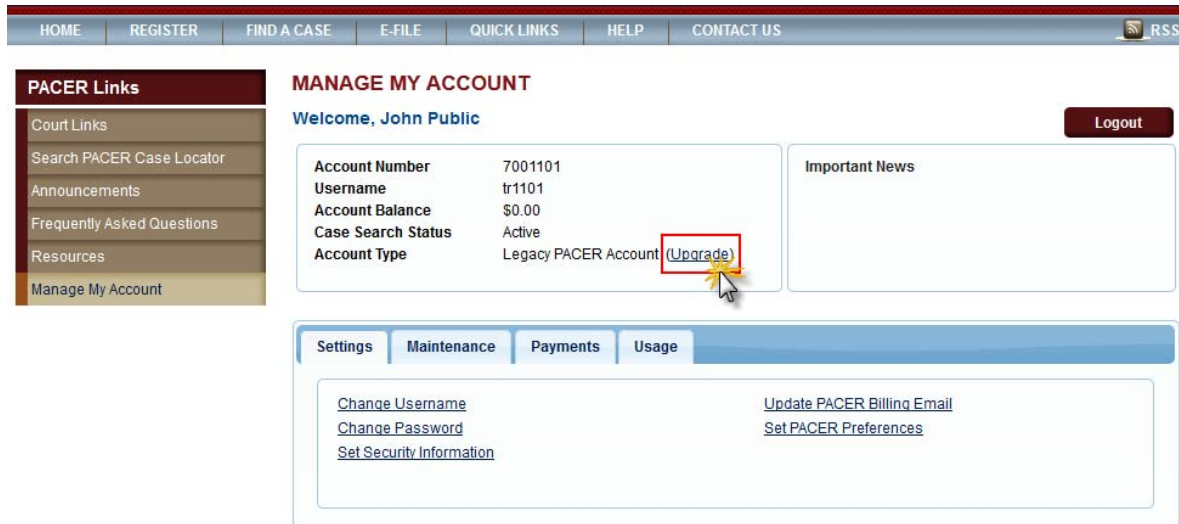 HOME REGISTER FIND A CASE E-FILE QUICK LINKS HELP CONTACT US RSS
PACER Links
Court Links
Search PACER Case Locator
Announcements
Frequently Asked Questions
Resources
Manage My Account
MANAGE MY ACCOUNT
Welcome, John Public
Logout
Account Number 7001101
Username tr1101
Account Balance $0.00
Case Search Status Active
Account Type Legacy PACER Account (Upgrade)
Important News
Settings Maintenance Payments Usage
Change Username
Change Password
Set Security Information
Update PACER Billing Email
Set PACER Preferences